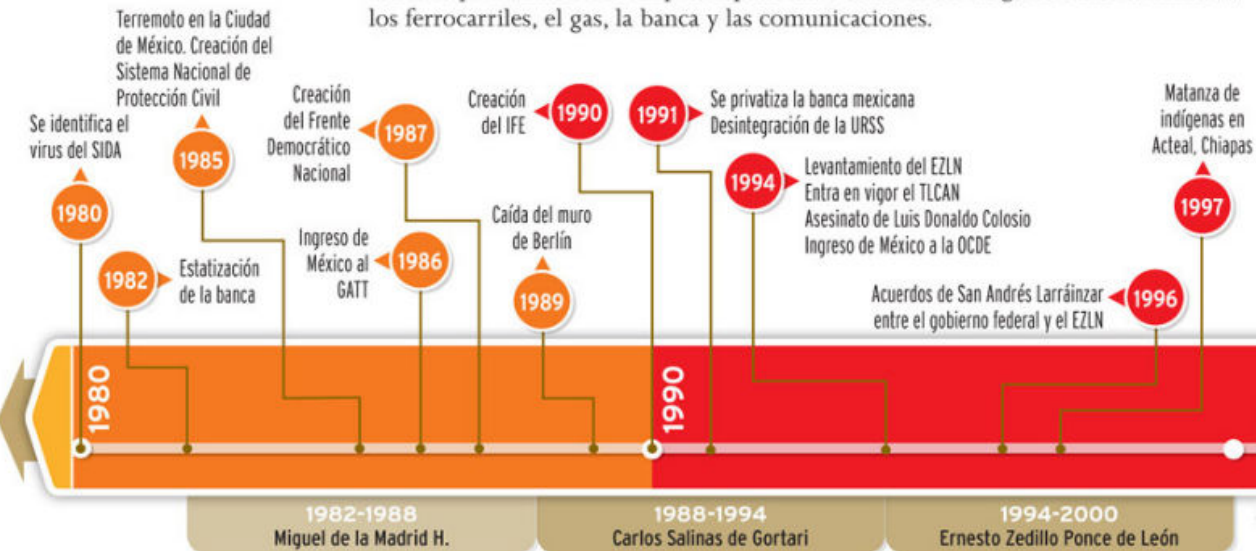 los ferrocarriles, el gas, la banca y las comunicaciones.
Terremoto en la Ciudad
de México. Creación del
Sistema Nacional de
Protección Civil
1985
Se identifica el
virus del SIDA
1980
1982
Estatización
de la banca
Creación
del Frente
Democrático
Nacional
1987
Ingreso de
México al
GATT
1986
Caída del muro
de Berlín
1989
Creación
del IFE
1990
1991
Se privatiza la banca mexicana
Desintegración de la URSS
1994
Levantamiento del EZLN
Entra en vigor el TLCAN
Asesinato de Luis Donaldo Colosio
Ingreso de México a la OCDE
Acuerdos de San Andrés Larráinzar
entre el gobierno federal y el EZLN
1996
Matanza de
indígenas en
Acteal, Chiapas
1997
1980
1990
1982-1988
Miguel de la Madrid H.
1988-1994
Carlos Salinas de Gortari
1994-2000
Ernesto Zedillo Ponce de León